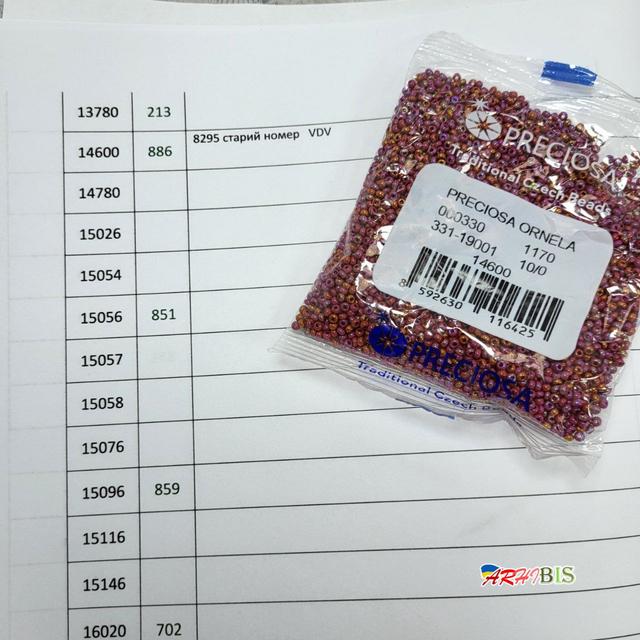 13780 213
14600 886 8295 старий номер VDV
14780
15026
15054
15056 851
15057
15058
15076
15096 859
15116
15146
16020 702
PRECIOSA
Traditional Czech Beads
PRECIOSA ORNELA
000330 1170
331-19001 10/0
14600
8 592630 116425
PRECIOSA
Traditional Czech
ARHIBIS